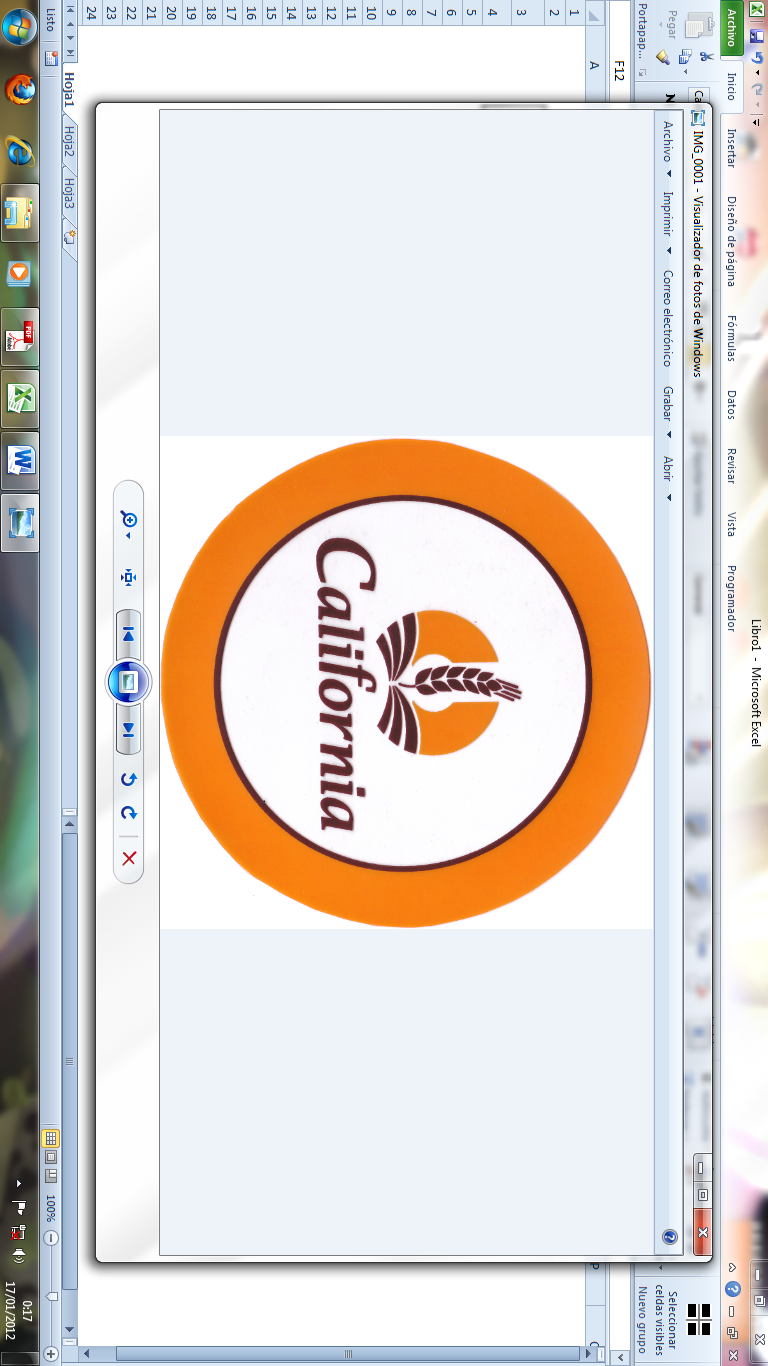 Libro1 - Microsoft Excel
Archivo Inicio Insertar Diseño de página Fórmulas Datos Revisar Vista Programador
Pegar
Portapap...
Seleccionar
celdas visibles
Nuevo grupo
F12
A
IMG_0001 - Visualizador de fotos de Windows
Archivo Imprimir Correo electrónico Grabar Abrir
California
1
2
3
4
5
6
7
8
9
10
11
12
13
14
15
16
17
18
19
20
21
22
23
24
Hoja1 Hoja2 Hoja3
Listo
100%
PDF
Adobe
0:17
17/01/2012